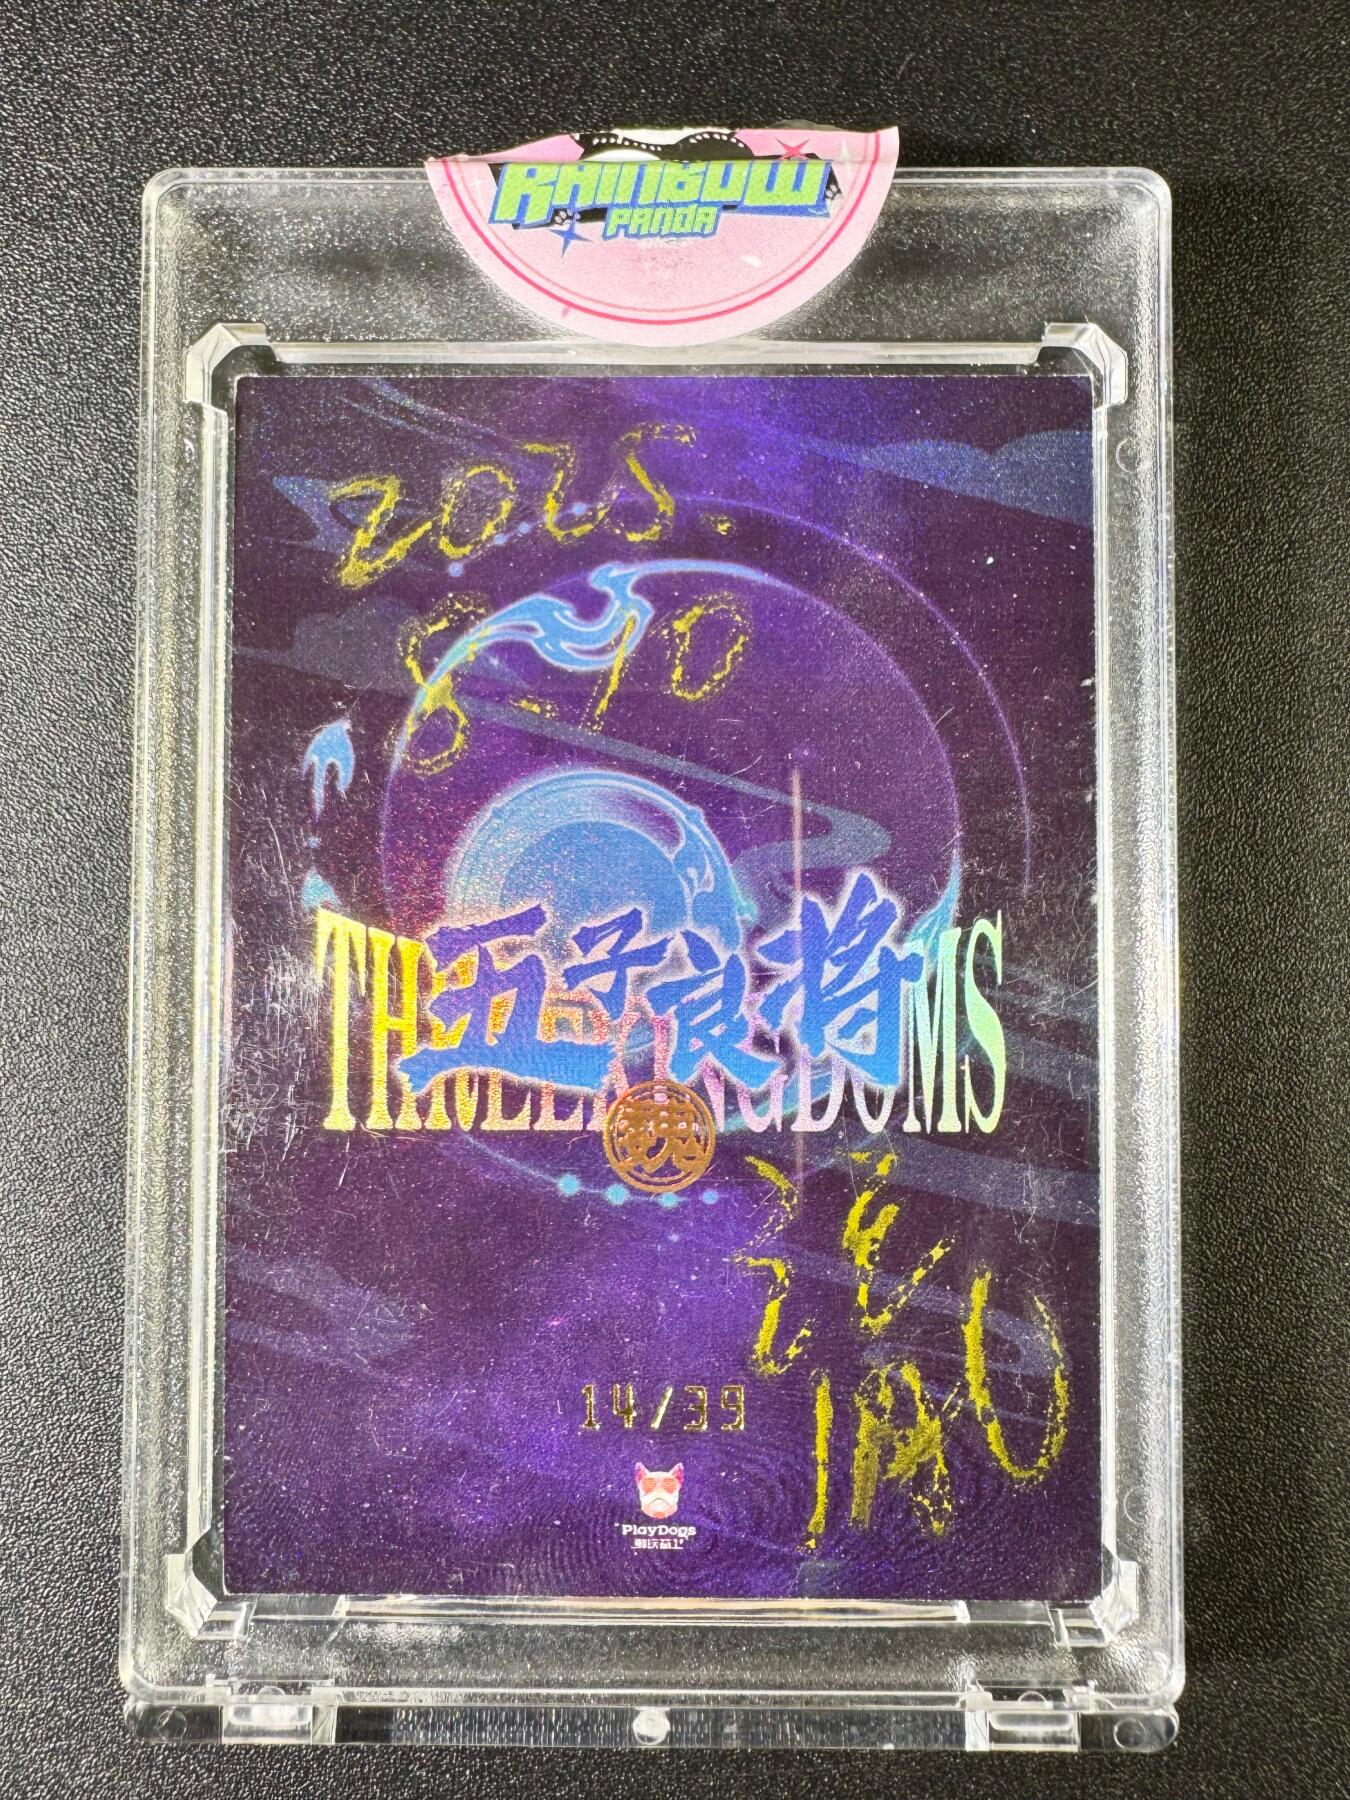 RAINBOW
PANDA
2025.
8.10
THREE KINGDOMS
五子良将
魏
14/39
PlayDogs